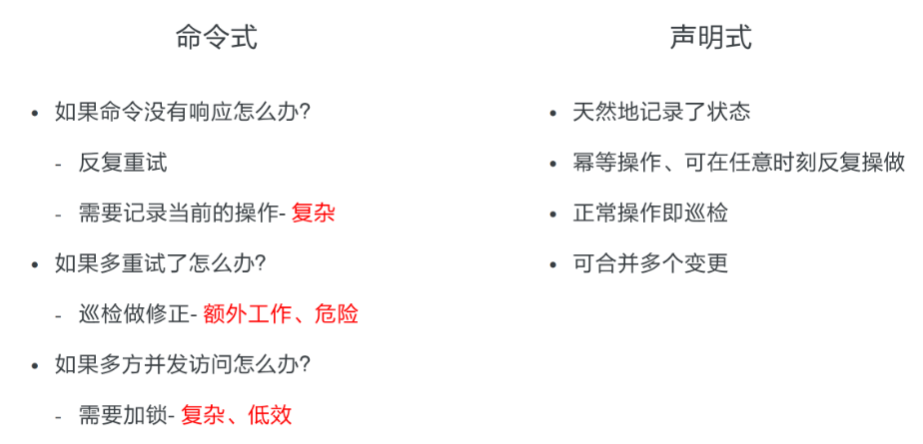 命令式
• 如果命令没有响应怎么办?
- 反复重试
- 需要记录当前的操作- 复杂
• 如果多重试了怎么办?
- 巡检做修正- 额外工作、危险
• 如果多方并发访问怎么办?
- 需要加锁- 复杂、低效
声明式
• 天然地记录了状态
• 幂等操作、可在任意时刻反复操做
• 正常操作即巡检
• 可合并多个变更